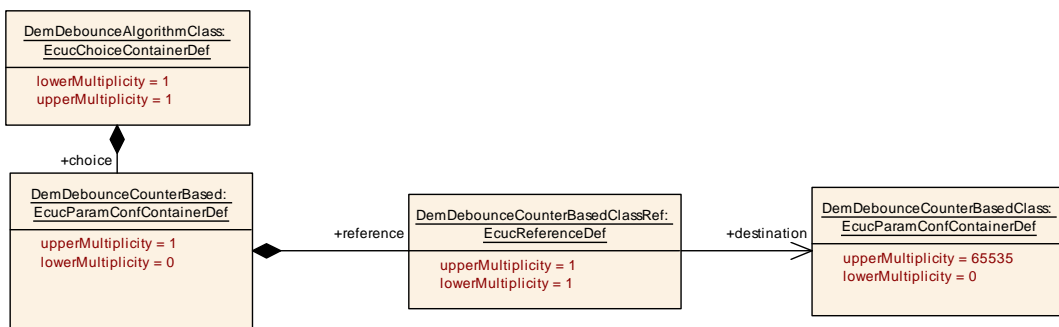 DemDebounceAlgorithmClass:
EcucChoiceContainerDef
lowerMultiplicity = 1
upperMultiplicity = 1
+choice
DemDebounceCounterBased:
EcucParamConfContainerDef
upperMultiplicity = 1
lowerMultiplicity = 0
+reference
DemDebounceCounterBasedClassRef:
EcucReferenceDef
upperMultiplicity = 1
lowerMultiplicity = 1
+destination
DemDebounceCounterBasedClass:
EcucParamConfContainerDef
upperMultiplicity = 65535
lowerMultiplicity = 0